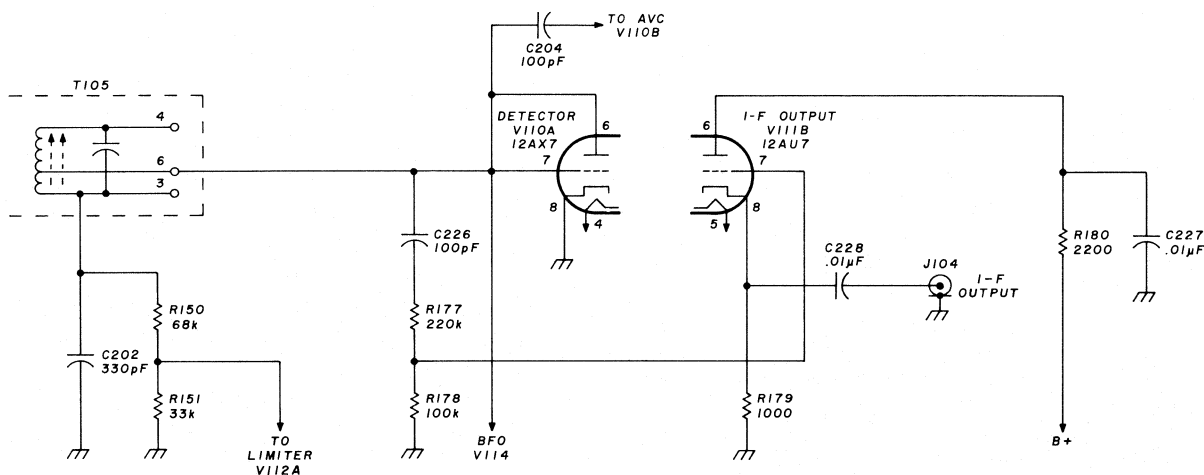 TO AVC
V110B
C204
100pF
T105
4
6
3
DETECTOR
V110A
12AX7
6
7
8
4
I-F OUTPUT
V111B
12AU7
6
7
8
5
C226
100pF
R150
68k
R177
220k
C202
330pF
R151
33k
R178
100k
TO
LIMITER
V112A
BFO
V114
C228
.01µF
J104
I-F
OUTPUT
R179
1000
R180
2200
C227
.01µF
B+